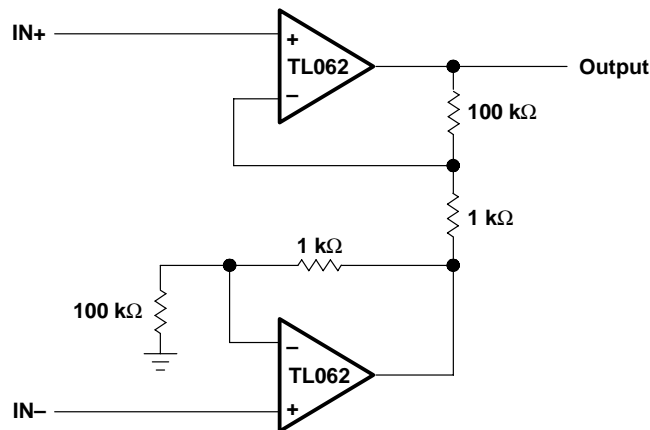 IN+
+
TL062
−
Output
100 kΩ
1 kΩ
1 kΩ
100 kΩ
−
TL062
+
IN−